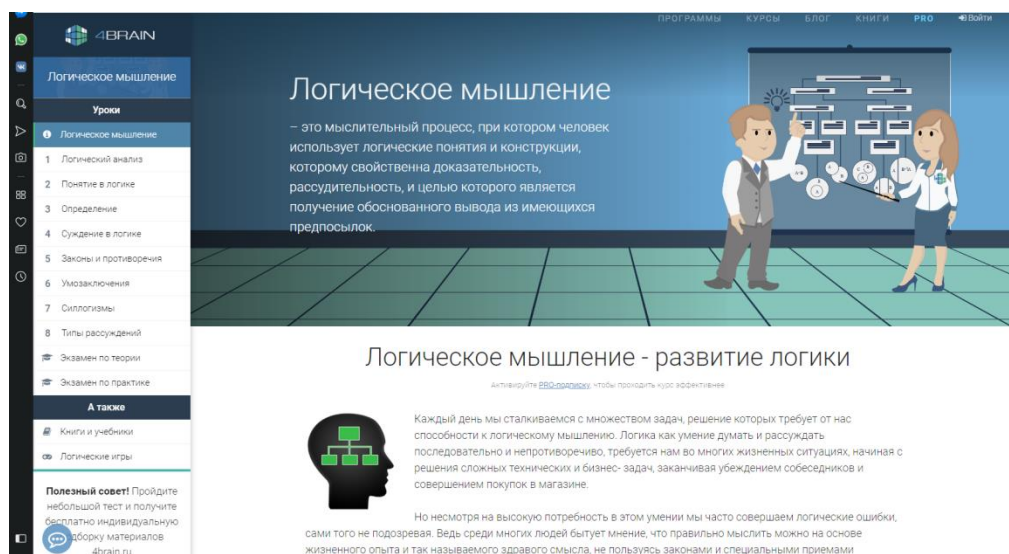 ПРОГРАММЫ КУРСЫ БЛОГ КНИГИ PRO Войти
4BRAIN
Логическое мышление
Уроки
Логическое мышление
1 Логический анализ
2 Понятие в логике
3 Определение
4 Суждение в логике
5 Законы и противоречия
6 Умозаключения
7 Силлогизмы
8 Типы рассуждений
Экзамен по теории
Экзамен по практике
А также
Книги и учебники
Логические игры
Полезный совет! Пройдите
небольшой тест и получите
бесплатно индивидуальную
подборку материалов
4brain.ru
Логическое мышление
– это мыслительный процесс, при котором человек
использует логические понятия и конструкции,
которому свойственна доказательность,
рассудительность, и целью которого является
получение обоснованного вывода из имеющихся
предпосылок.
Логическое мышление - развитие логики
Активируйте PRO-подписку, чтобы проходить курс эффективнее
Каждый день мы сталкиваемся с множеством задач, решение которых требует от нас
способности к логическому мышлению. Логика как умение думать и рассуждать
последовательно и непротиворечиво, требуется нам во многих жизненных ситуациях, начиная с
решения сложных технических и бизнес- задач, заканчивая убеждением собеседников и
совершением покупок в магазине.
Но несмотря на высокую потребность в этом умении мы часто совершаем логические ошибки,
сами того не подозревая. Ведь среди многих людей бытует мнение, что правильно мыслить можно на основе
жизненного опыта и так называемого здравого смысла, не пользуясь законами и специальными приемами